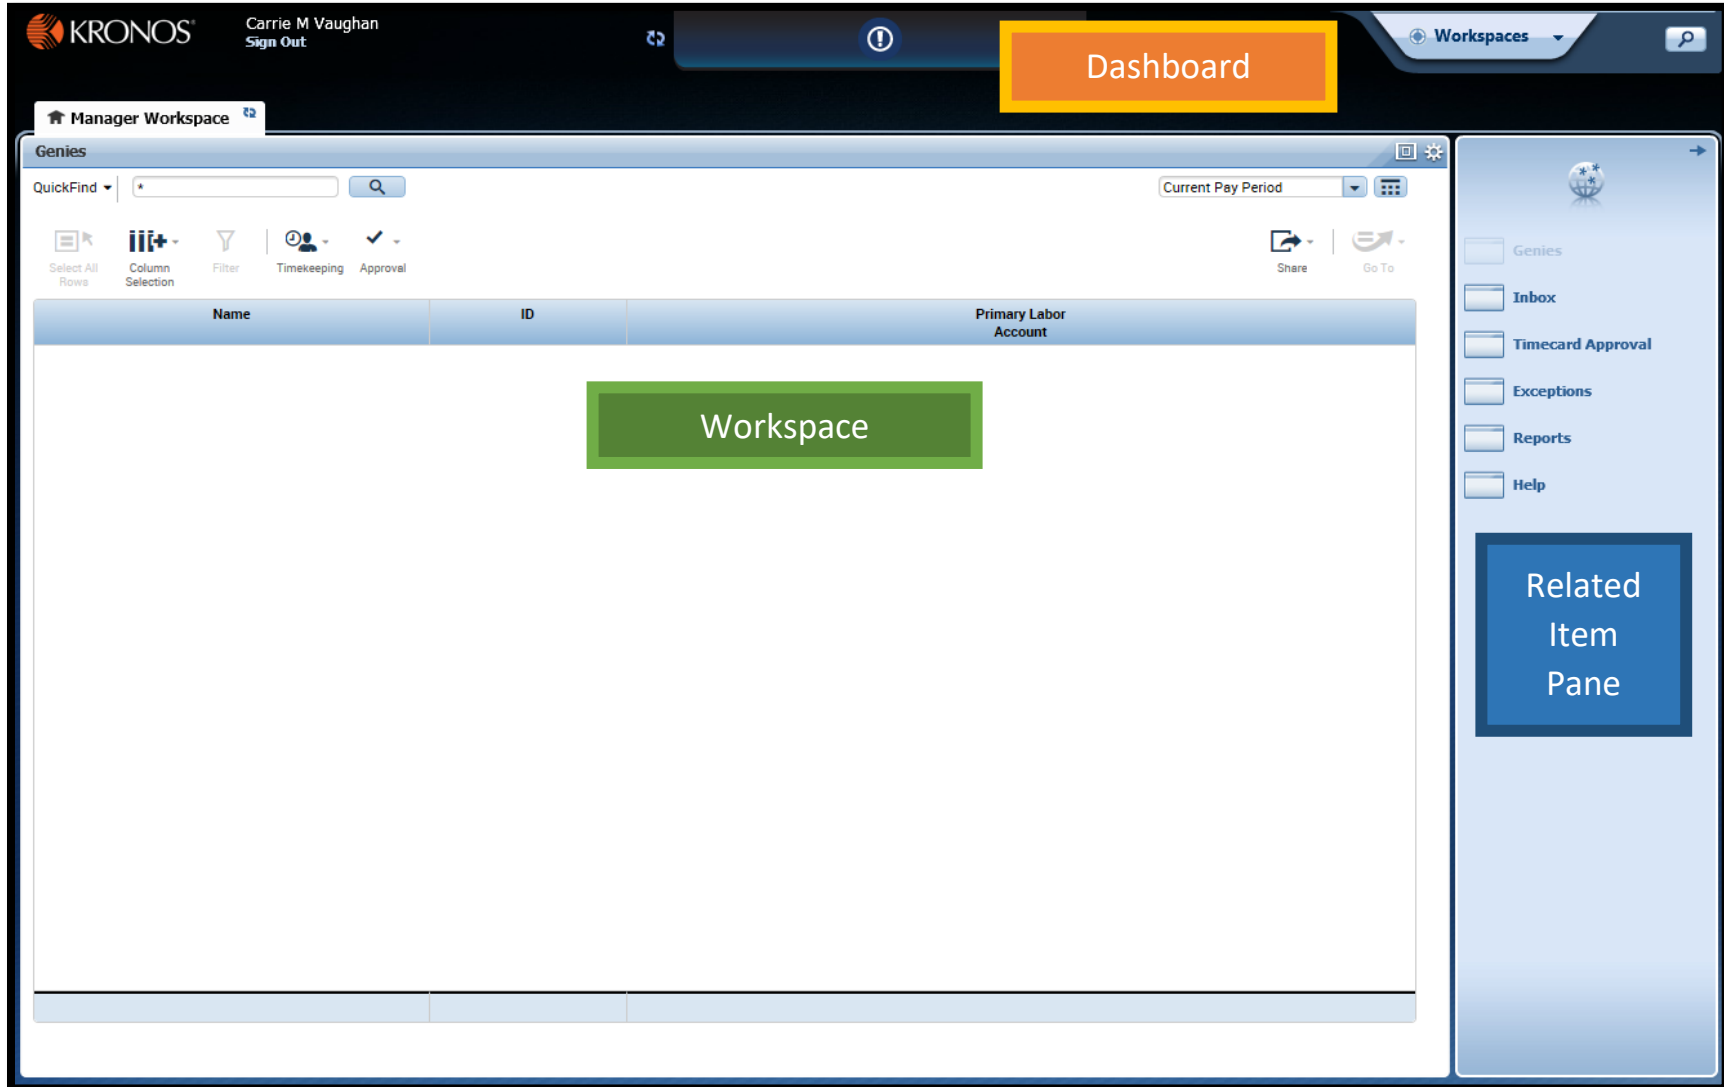 KRONOS®
Carrie M Vaughan
Sign Out
Dashboard
Workspaces
Manager Workspace
Genies
QuickFind
*
Current Pay Period
Select All
Rows
Column
Selection
Filter
Timekeeping
Approval
Share
Go To
Name
ID
Primary Labor
Account
Workspace
Genies
Inbox
Timecard Approval
Exceptions
Reports
Help
Related
Item
Pane